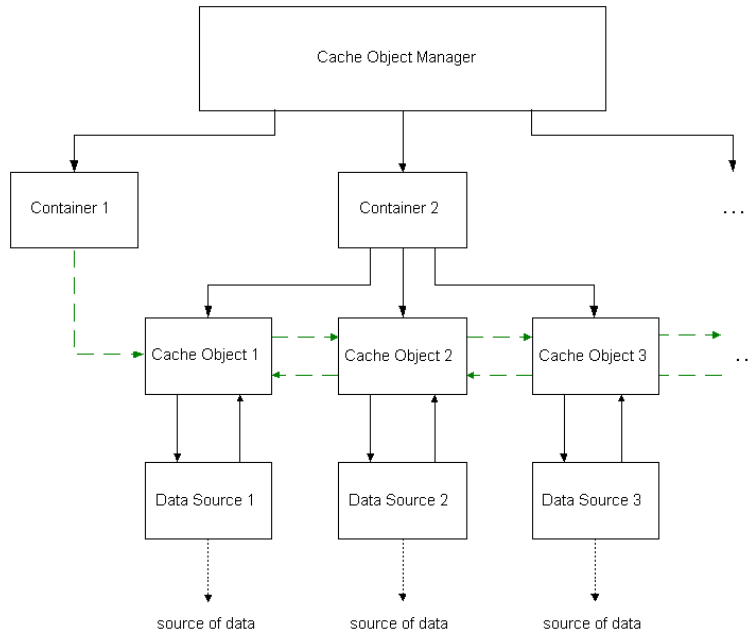 Cache Object Manager
Container 1
Container 2
...
Cache Object 1
Cache Object 2
Cache Object 3
..
Data Source 1
Data Source 2
Data Source 3
source of data
source of data
source of data